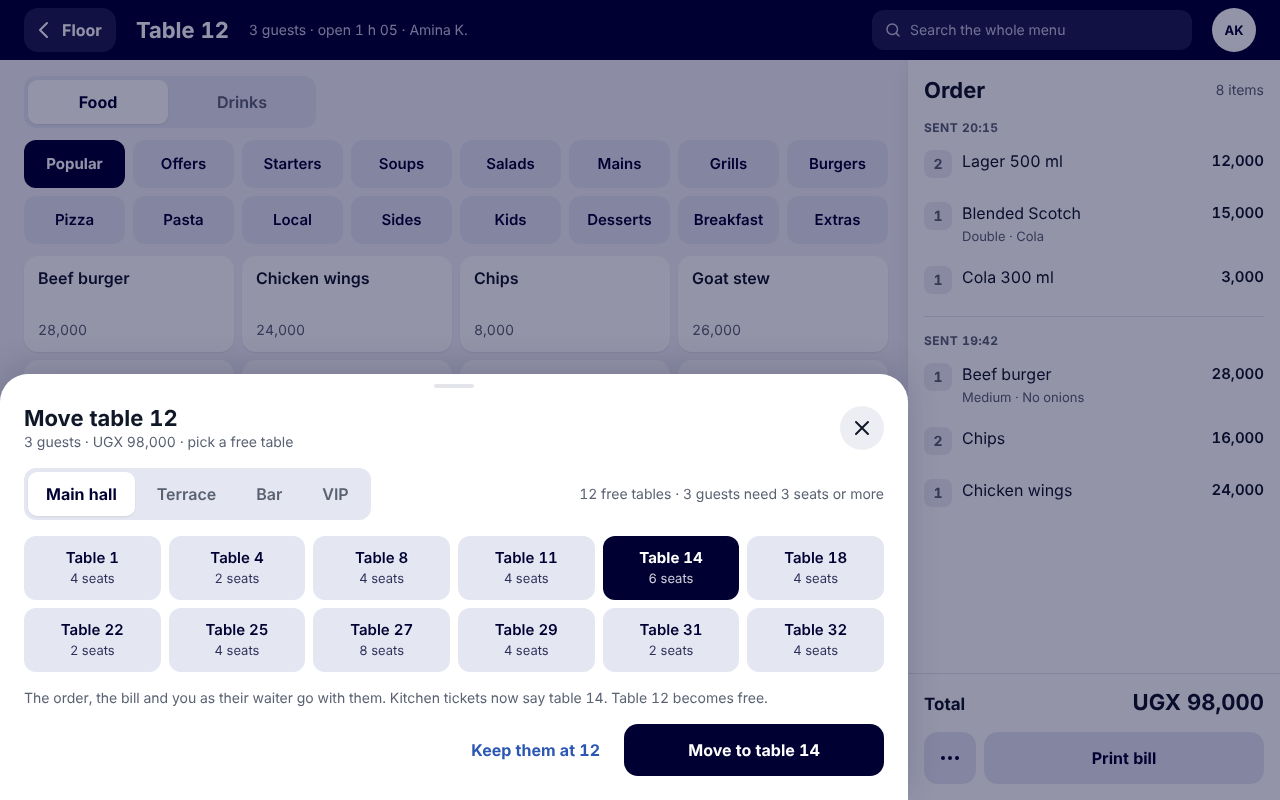 Floor
Table 12
3 guests · open 1 h 05 · Amina K.
Search the whole menu
AK
Food
Drinks
Popular
Offers
Starters
Soups
Salads
Mains
Grills
Burgers
Pizza
Pasta
Local
Sides
Kids
Desserts
Breakfast
Extras
Beef burger
28,000
Chicken wings
24,000
Chips
8,000
Goat stew
26,000
Order
8 items
SENT 20:15
2 Lager 500 ml 12,000
1 Blended Scotch 15,000
Double · Cola
1 Cola 300 ml 3,000
SENT 19:42
1 Beef burger 28,000
Medium · No onions
2 Chips 16,000
1 Chicken wings 24,000
Total UGX 98,000
Print bill
Move table 12
3 guests · UGX 98,000 · pick a free table
Main hall
Terrace
Bar
VIP
12 free tables · 3 guests need 3 seats or more
Table 1
4 seats
Table 4
2 seats
Table 8
4 seats
Table 11
4 seats
Table 14
6 seats
Table 18
4 seats
Table 22
2 seats
Table 25
4 seats
Table 27
8 seats
Table 29
4 seats
Table 31
2 seats
Table 32
4 seats
The order, the bill and you as their waiter go with them. Kitchen tickets now say table 14. Table 12 becomes free.
Keep them at 12
Move to table 14